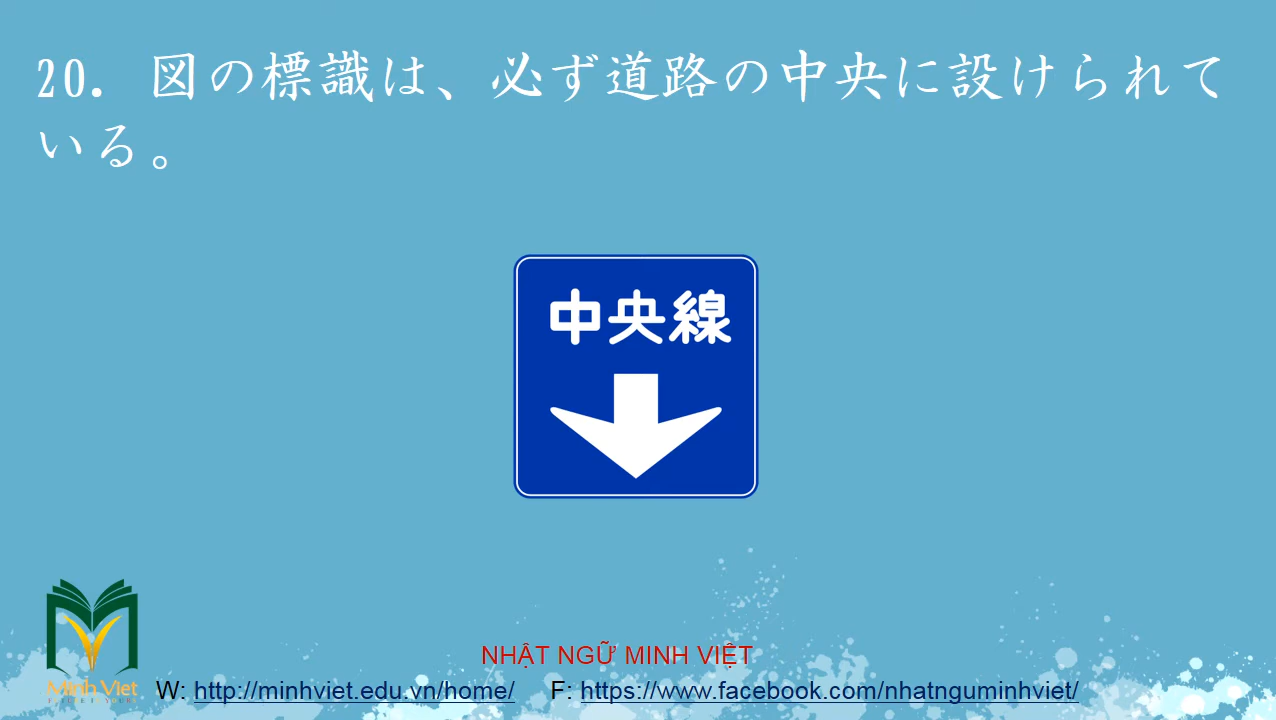 20. 図の標識は、必ず道路の中央に設けられて
いる。
中央線
NHẬT NGỮ MINH VIỆT
Minh Viet
W: http://minhviet.edu.vn/home/ F: https://www.facebook.com/nhatnguminhviet/